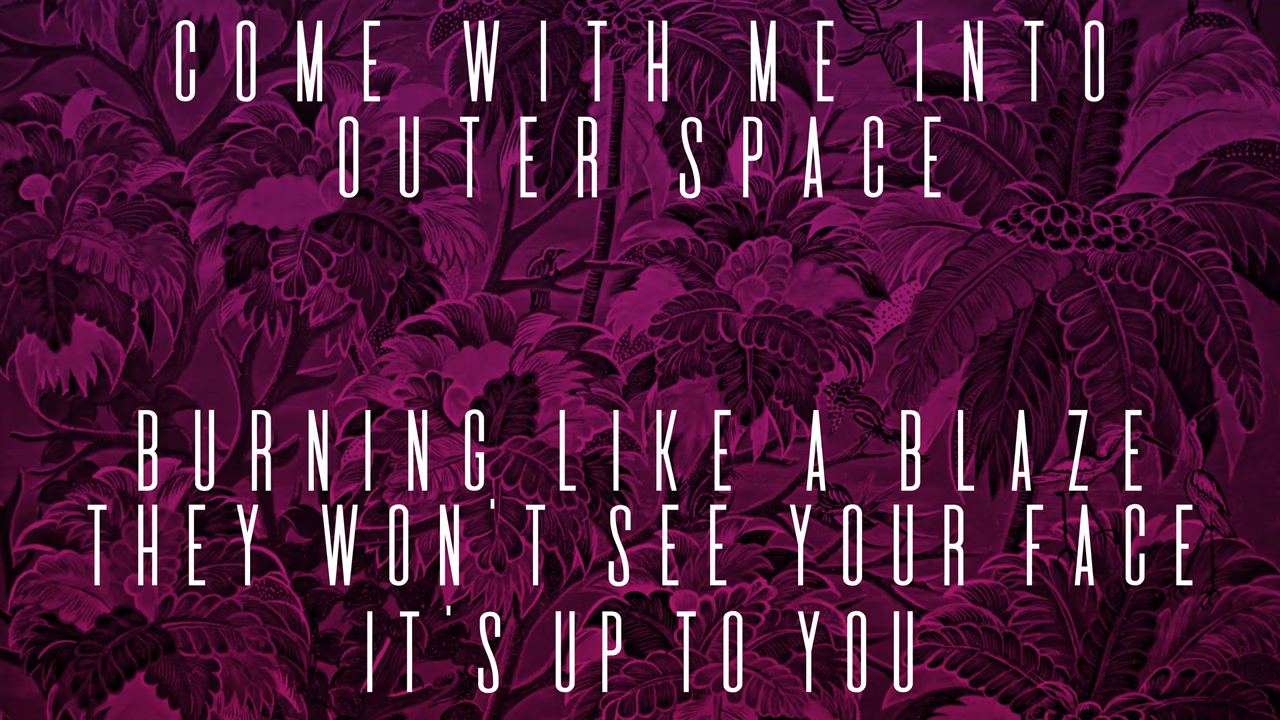 COME WITH ME INTO
OUTER SPACE
BURNING LIKE A BLAZE
THEY WON'T SEE YOUR FACE
IT'S UP TO YOU